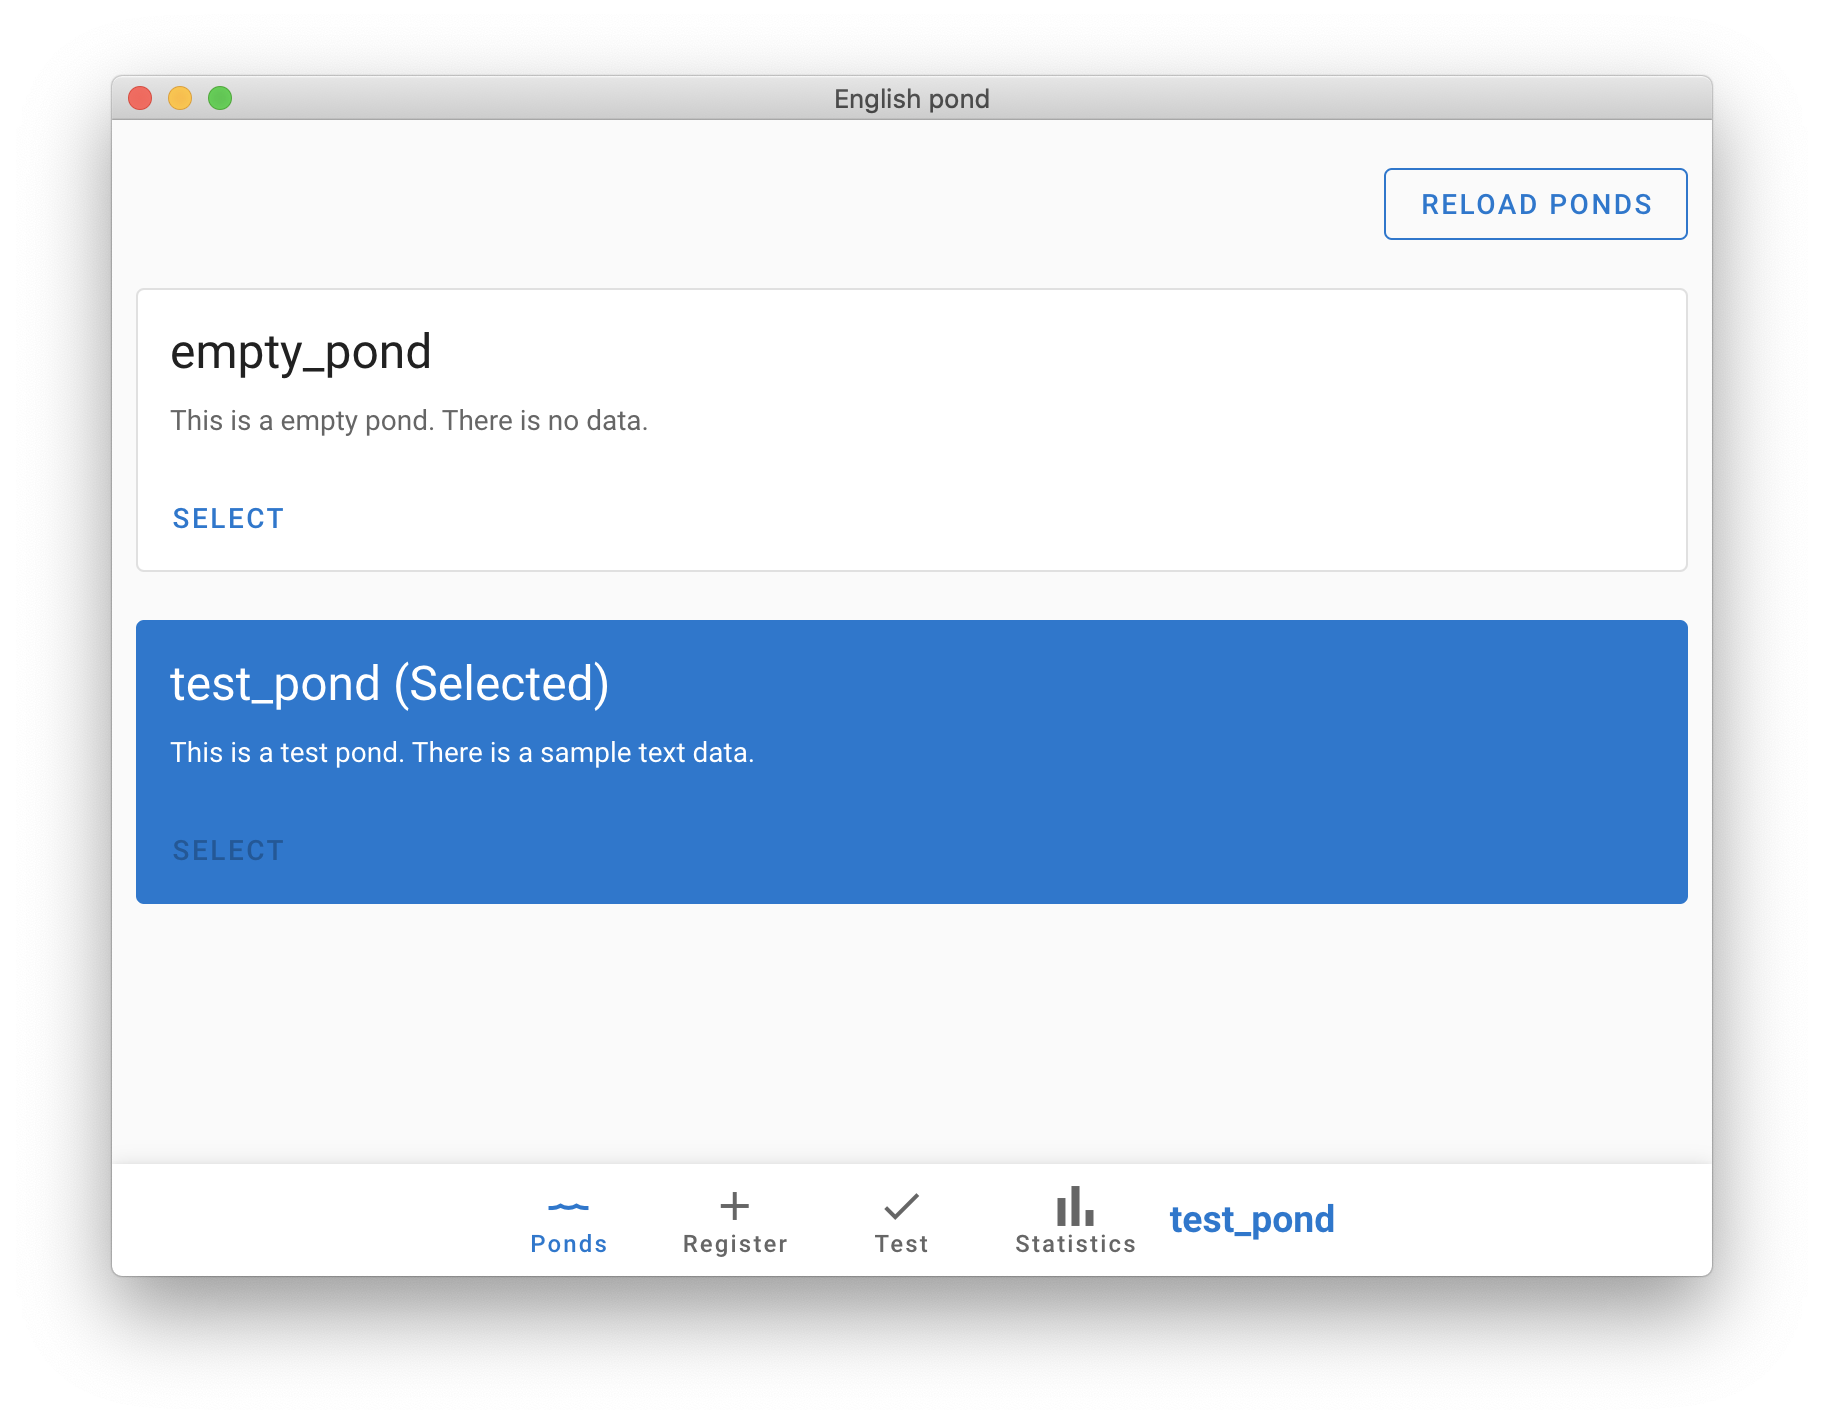 English pond
RELOAD PONDS
empty_pond
This is a empty pond. There is no data.
SELECT
test_pond (Selected)
This is a test pond. There is a sample text data.
SELECT
Ponds
Register
Test
Statistics
test_pond